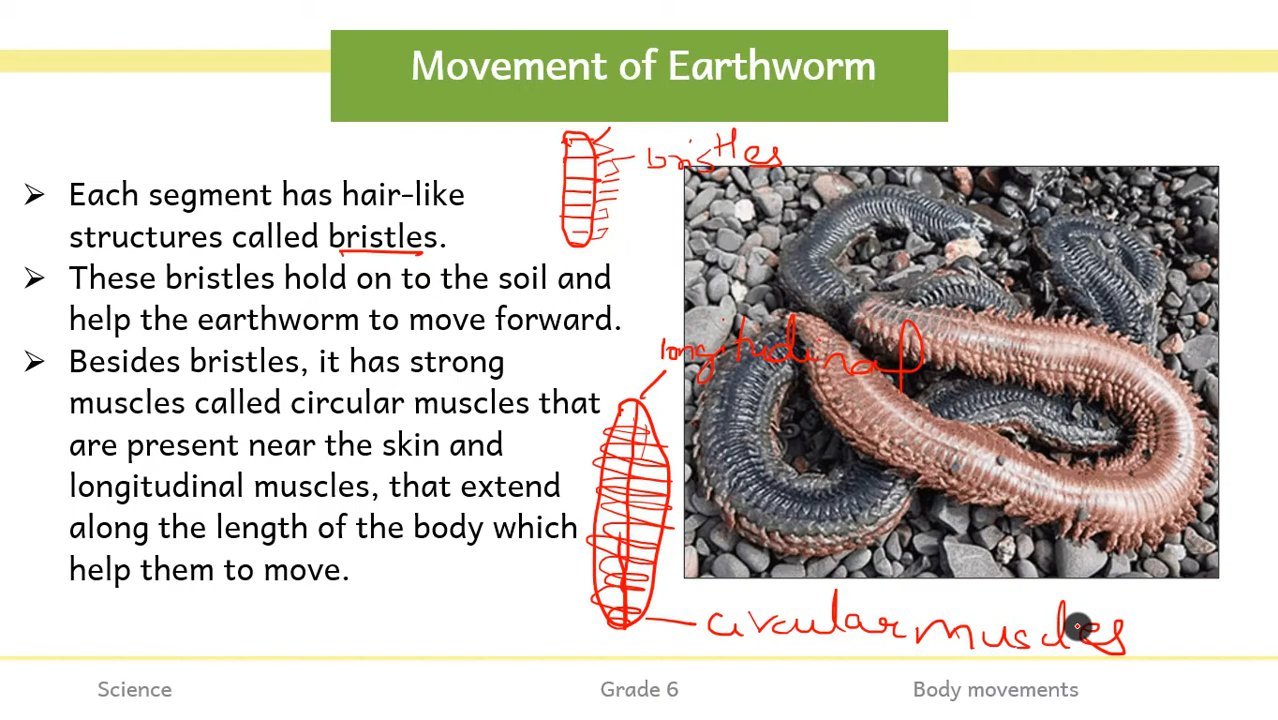 Movement of Earthworm
bristles
➢ Each segment has hair-like
structures called bristles.
➢ These bristles hold on to the soil and
help the earthworm to move forward.
longitudinal
➢ Besides bristles, it has strong
muscles called circular muscles that
are present near the skin and
longitudinal muscles, that extend
along the length of the body which
help them to move.
circular muscles
Science Grade 6 Body movements